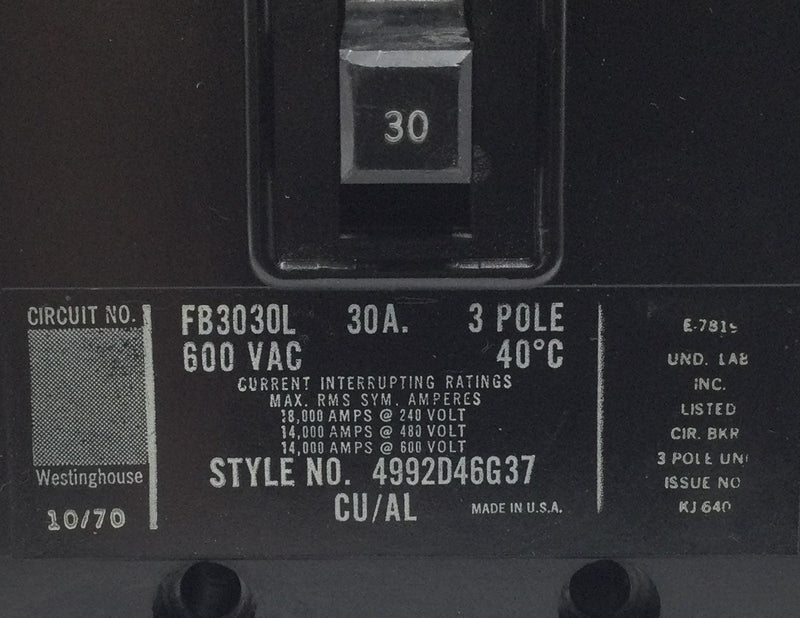 30
CIRCUIT NO.
Westinghouse
10/70
FB3030L 30A. 3 POLE
600 VAC 40°C
CURRENT INTERRUPTING RATINGS
MAX. RMS SYM. AMPERES
18,000 AMPS @ 240 VOLT
14,000 AMPS @ 480 VOLT
14,000 AMPS @ 600 VOLT
STYLE NO. 4992D46G37
CU/AL MADE IN U.S.A.
UND. LAB
INC.
LISTED
CIR. BKR
3 POLE UNI
ISSUE NO
KJ 640